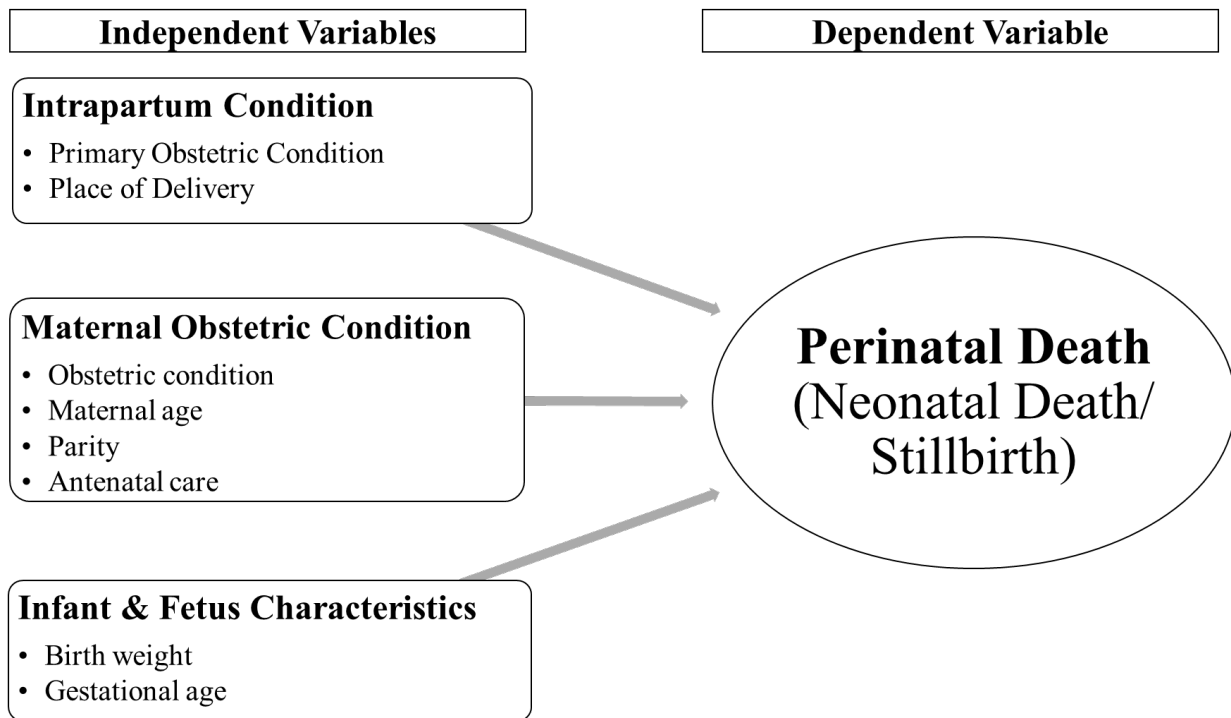 Independent Variables
Dependent Variable
Intrapartum Condition
• Primary Obstetric Condition
• Place of Delivery
Maternal Obstetric Condition
• Obstetric condition
• Maternal age
• Parity
• Antenatal care
Infant & Fetus Characteristics
• Birth weight
• Gestational age
Perinatal Death
(Neonatal Death/
Stillbirth)